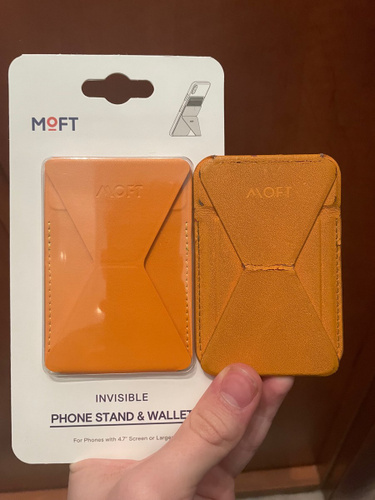 MOFT
MOFT
MOFT
INVISIBLE
PHONE STAND & WALLET
For Phones with 4.7" Screen or Larger